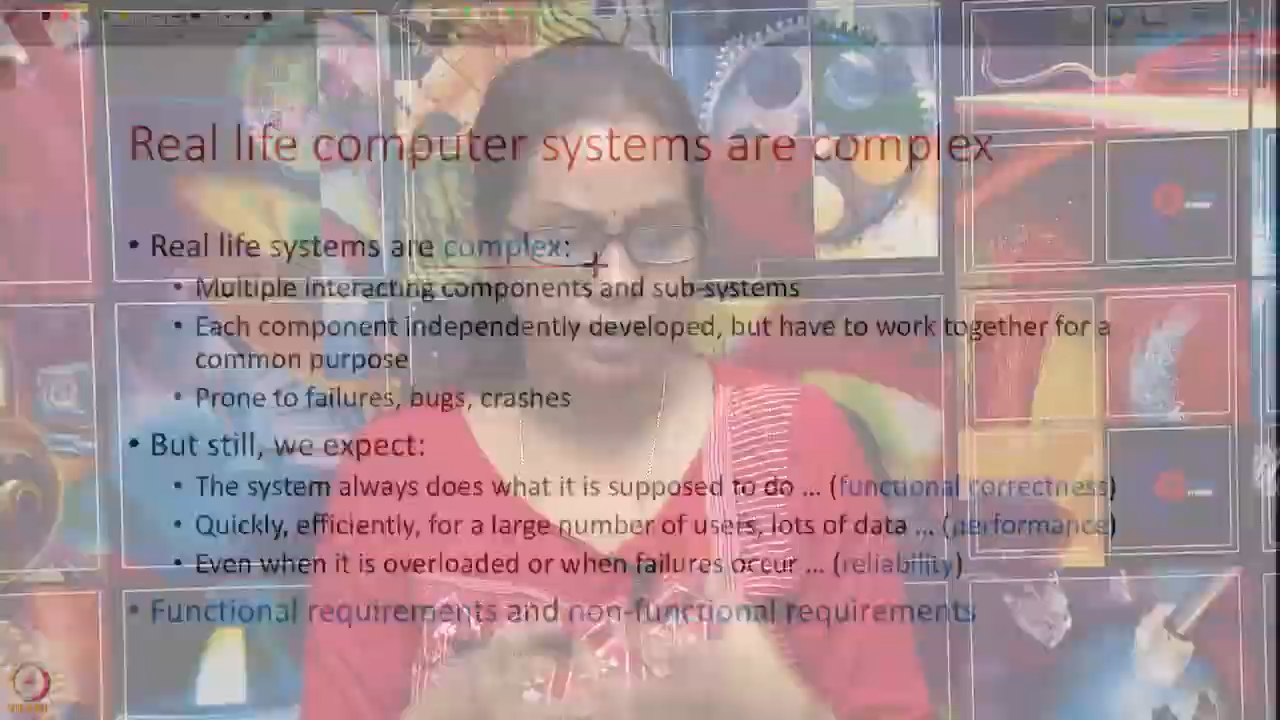 Real life computer systems are complex
• Real life systems are complex:
• Multiple interacting components and sub-systems
• Each component independently developed, but have to work together for a
common purpose
• Prone to failures, bugs, crashes
• But still, we expect:
• The system always does what it is supposed to do ... (functional correctness)
• Quickly, efficiently, for a large number of users, lots of data ... (performance)
• Even when it is overloaded or when failures occur ... (reliability)
• Functional requirements and non-functional requirements